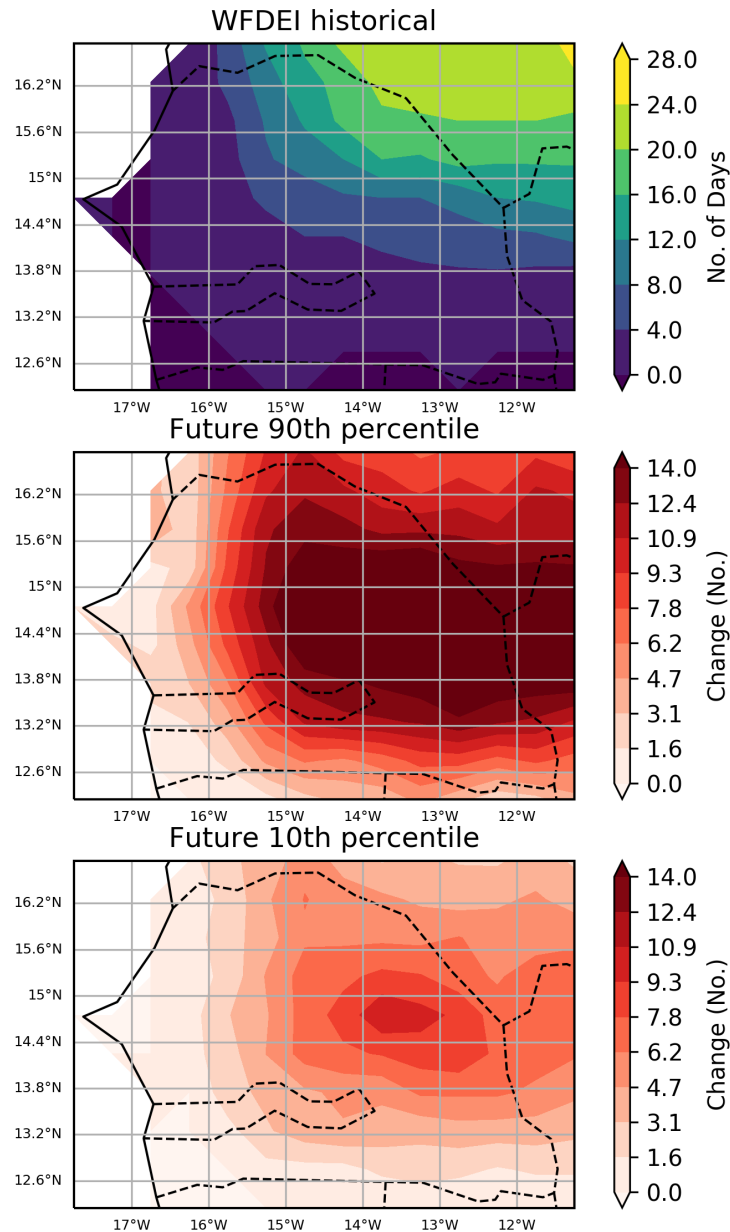 WFDEI historical
16.2°N
15.6°N
15°N
14.4°N
13.8°N
13.2°N
12.6°N
17°W 16°W 15°W 14°W 13°W 12°W
28.0
24.0
20.0
16.0
12.0
8.0
4.0
0.0
No. of Days
Future 90th percentile
16.2°N
15.6°N
15°N
14.4°N
13.8°N
13.2°N
12.6°N
17°W 16°W 15°W 14°W 13°W 12°W
14.0
12.4
10.9
9.3
7.8
6.2
4.7
3.1
1.6
0.0
Change (No.)
Future 10th percentile
16.2°N
15.6°N
15°N
14.4°N
13.8°N
13.2°N
12.6°N
17°W 16°W 15°W 14°W 13°W 12°W
14.0
12.4
10.9
9.3
7.8
6.2
4.7
3.1
1.6
0.0
Change (No.)